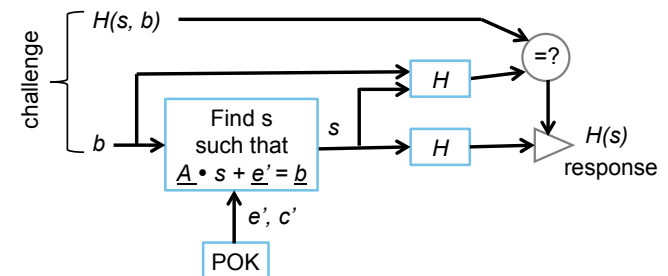 H(s, b)
challenge
=?
H
Find s
such that
A • s + e’ = b
s
b
H
H(s)
response
e’, c’
POK